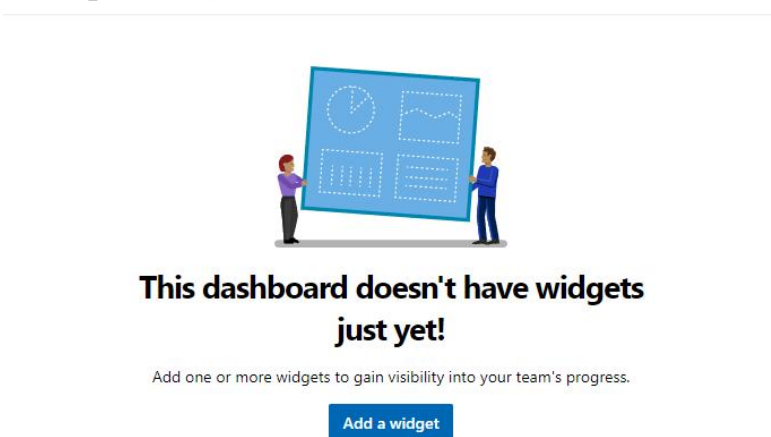 This dashboard doesn't have widgets
just yet!
Add one or more widgets to gain visibility into your team's progress.
Add a widget